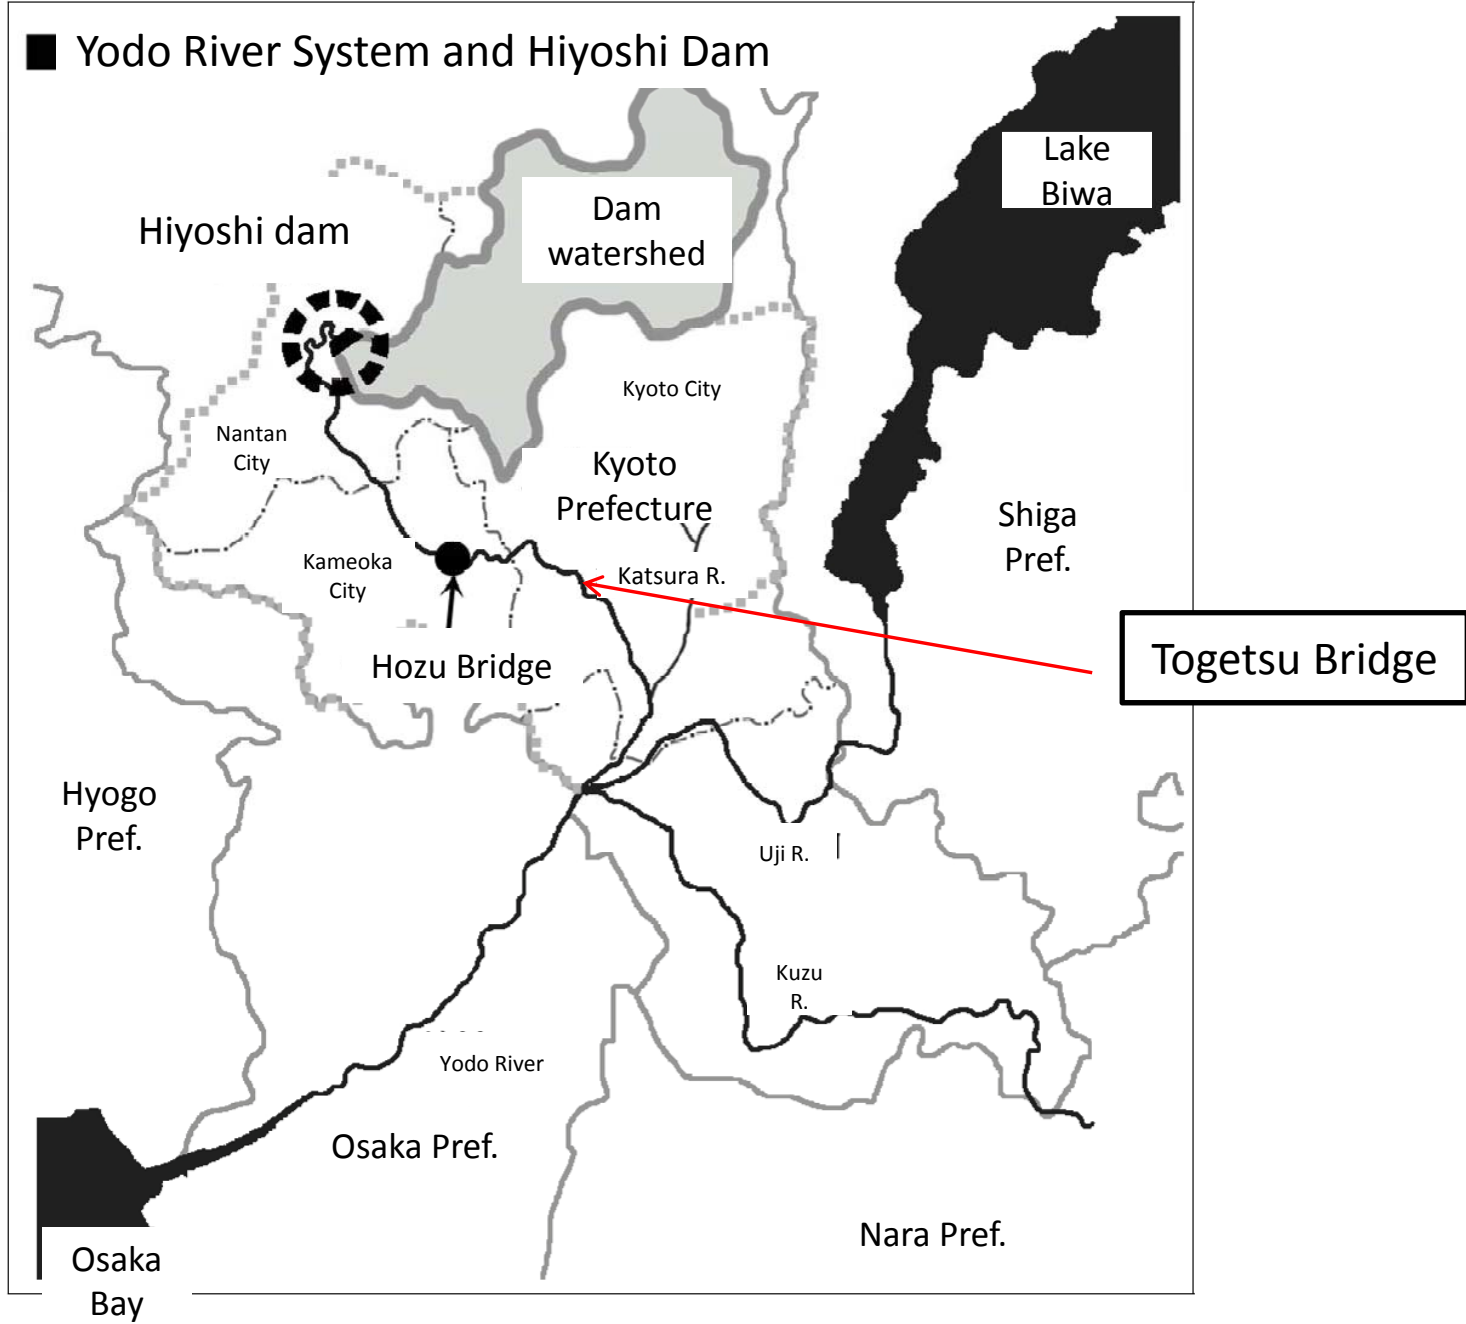 Yodo River System and Hiyoshi Dam
Lake
Biwa
Dam
watershed
Hiyoshi dam
Kyoto City
Nantan
City
Kyoto
Prefecture
Shiga
Pref.
Kameoka
City
Katsura R.
Togetsu Bridge
Hozu Bridge
Hyogo
Pref.
Uji R.
Kuzu
R.
Yodo River
Osaka Pref.
Nara Pref.
Osaka
Bay